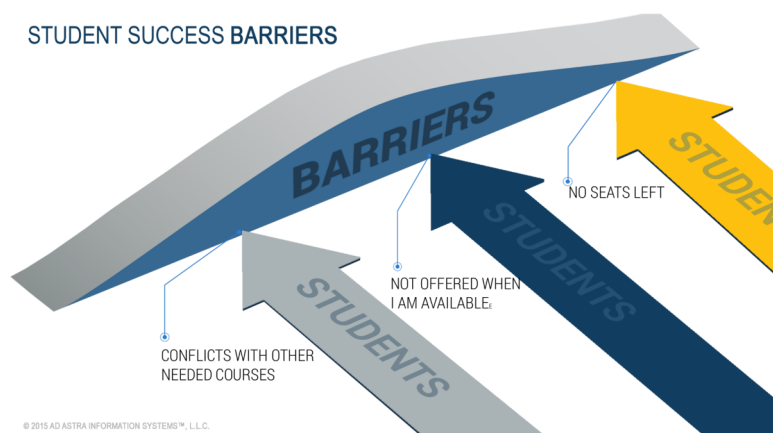 STUDENT SUCCESS BARRIERS
BARRIERS
STUDEN
NO SEATS LEFT
STUDENTS
NOT OFFERED WHEN
I AM AVAILABLE
STUDENTS
CONFLICTS WITH OTHER
NEEDED COURSES
© 2015 AD ASTRA INFORMATION SYSTEMS™, L.L.C.